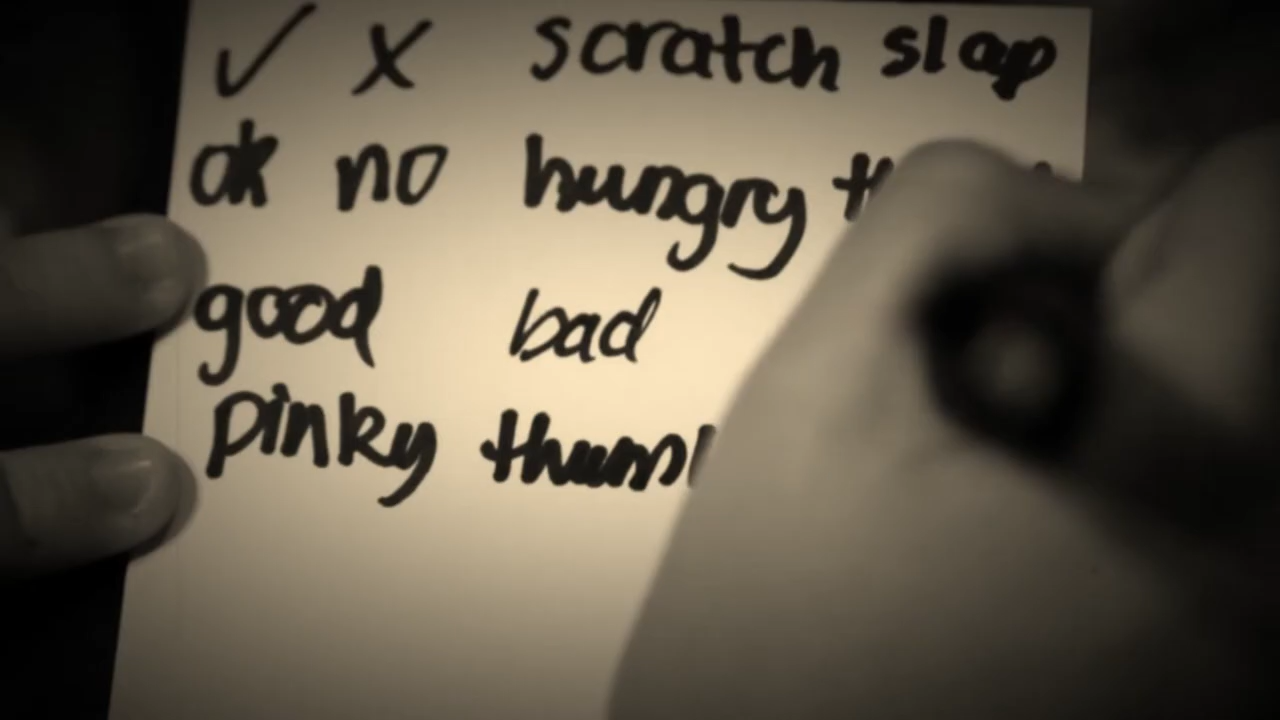 ✓ x scratch slap
ok no hungry
good bad
pinky